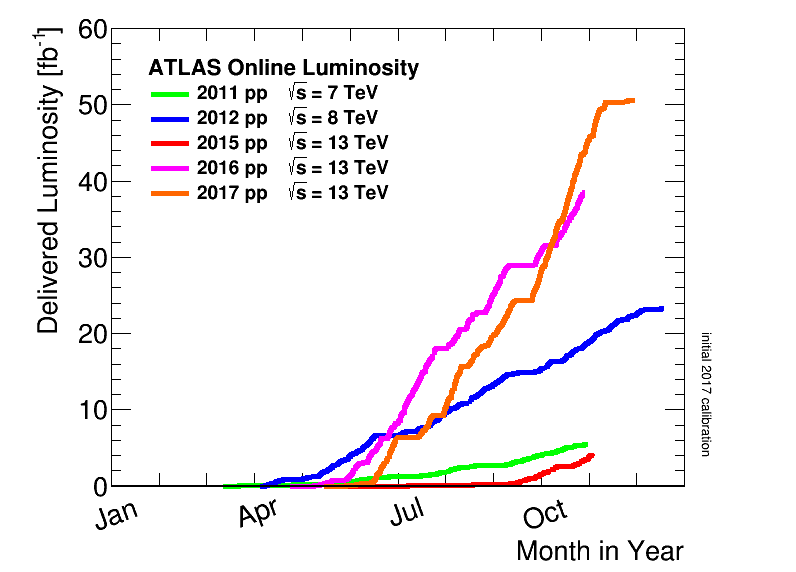 60
50
40
30
20
10
0
Delivered Luminosity [fb⁻¹]
ATLAS Online Luminosity
2011 pp √s = 7 TeV
2012 pp √s = 8 TeV
2015 pp √s = 13 TeV
2016 pp √s = 13 TeV
2017 pp √s = 13 TeV
initial 2017 calibration
Jan Apr Jul Oct
Month in Year